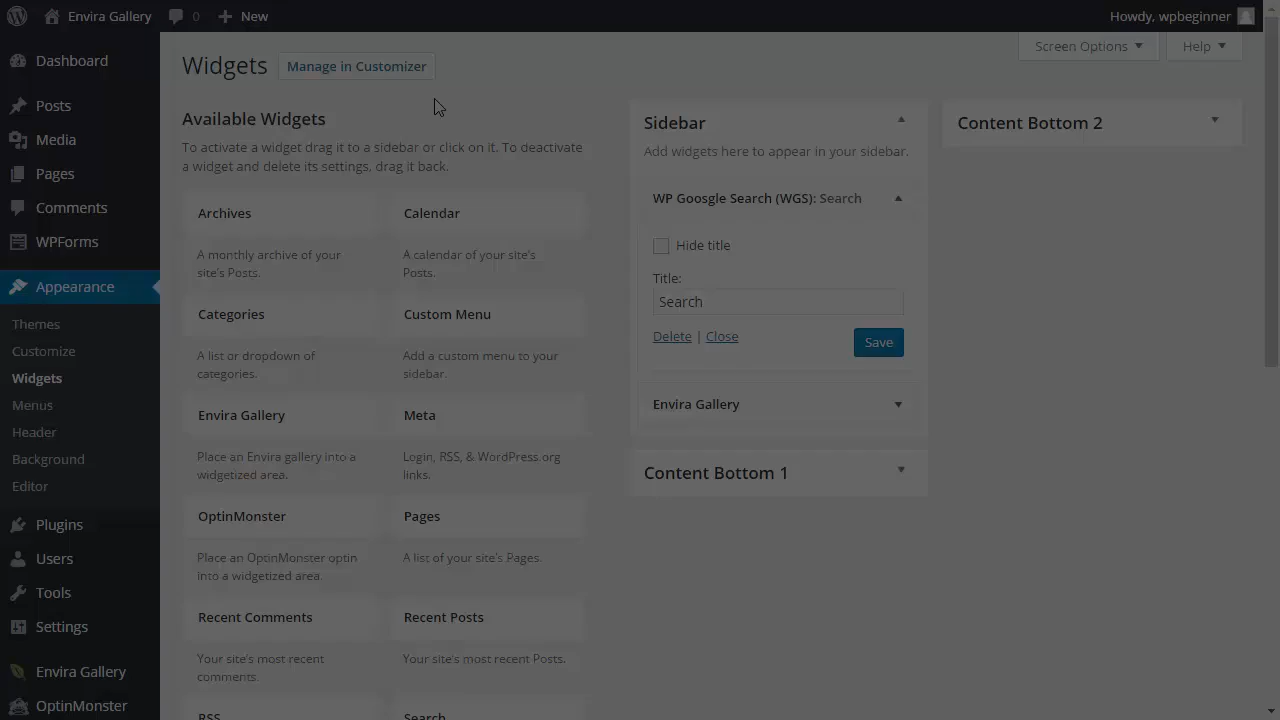 Envira Gallery 0 New Howdy, wpbeginner
Screen Options Help
Dashboard
Posts
Media
Pages
Comments
WPForms
Appearance
Themes
Customize
Widgets
Menus
Header
Background
Editor
Plugins
Users
Tools
Settings
Envira Gallery
OptinMonster
Widgets Manage in Customizer
Available Widgets
To activate a widget drag it to a sidebar or click on it. To deactivate
a widget and delete its settings, drag it back.
Archives
A monthly archive of your
site's Posts.
Calendar
A calendar of your site's
Posts.
Categories
A list or dropdown of
categories.
Custom Menu
Add a custom menu to your
sidebar.
Envira Gallery
Place an Envira gallery into a
widgetized area.
Meta
Login, RSS, & WordPress.org
links.
OptinMonster
Place an OptinMonster optin
into a widgetized area.
Pages
A list of your site's Pages.
Recent Comments
Your site's most recent
comments.
Recent Posts
Your site's most recent Posts.
RSS
Search
Sidebar
Add widgets here to appear in your sidebar.
WP Goosgle Search (WGS): Search
Hide title
Title:
Search
Delete | Close
Save
Envira Gallery
Content Bottom 1
Content Bottom 2